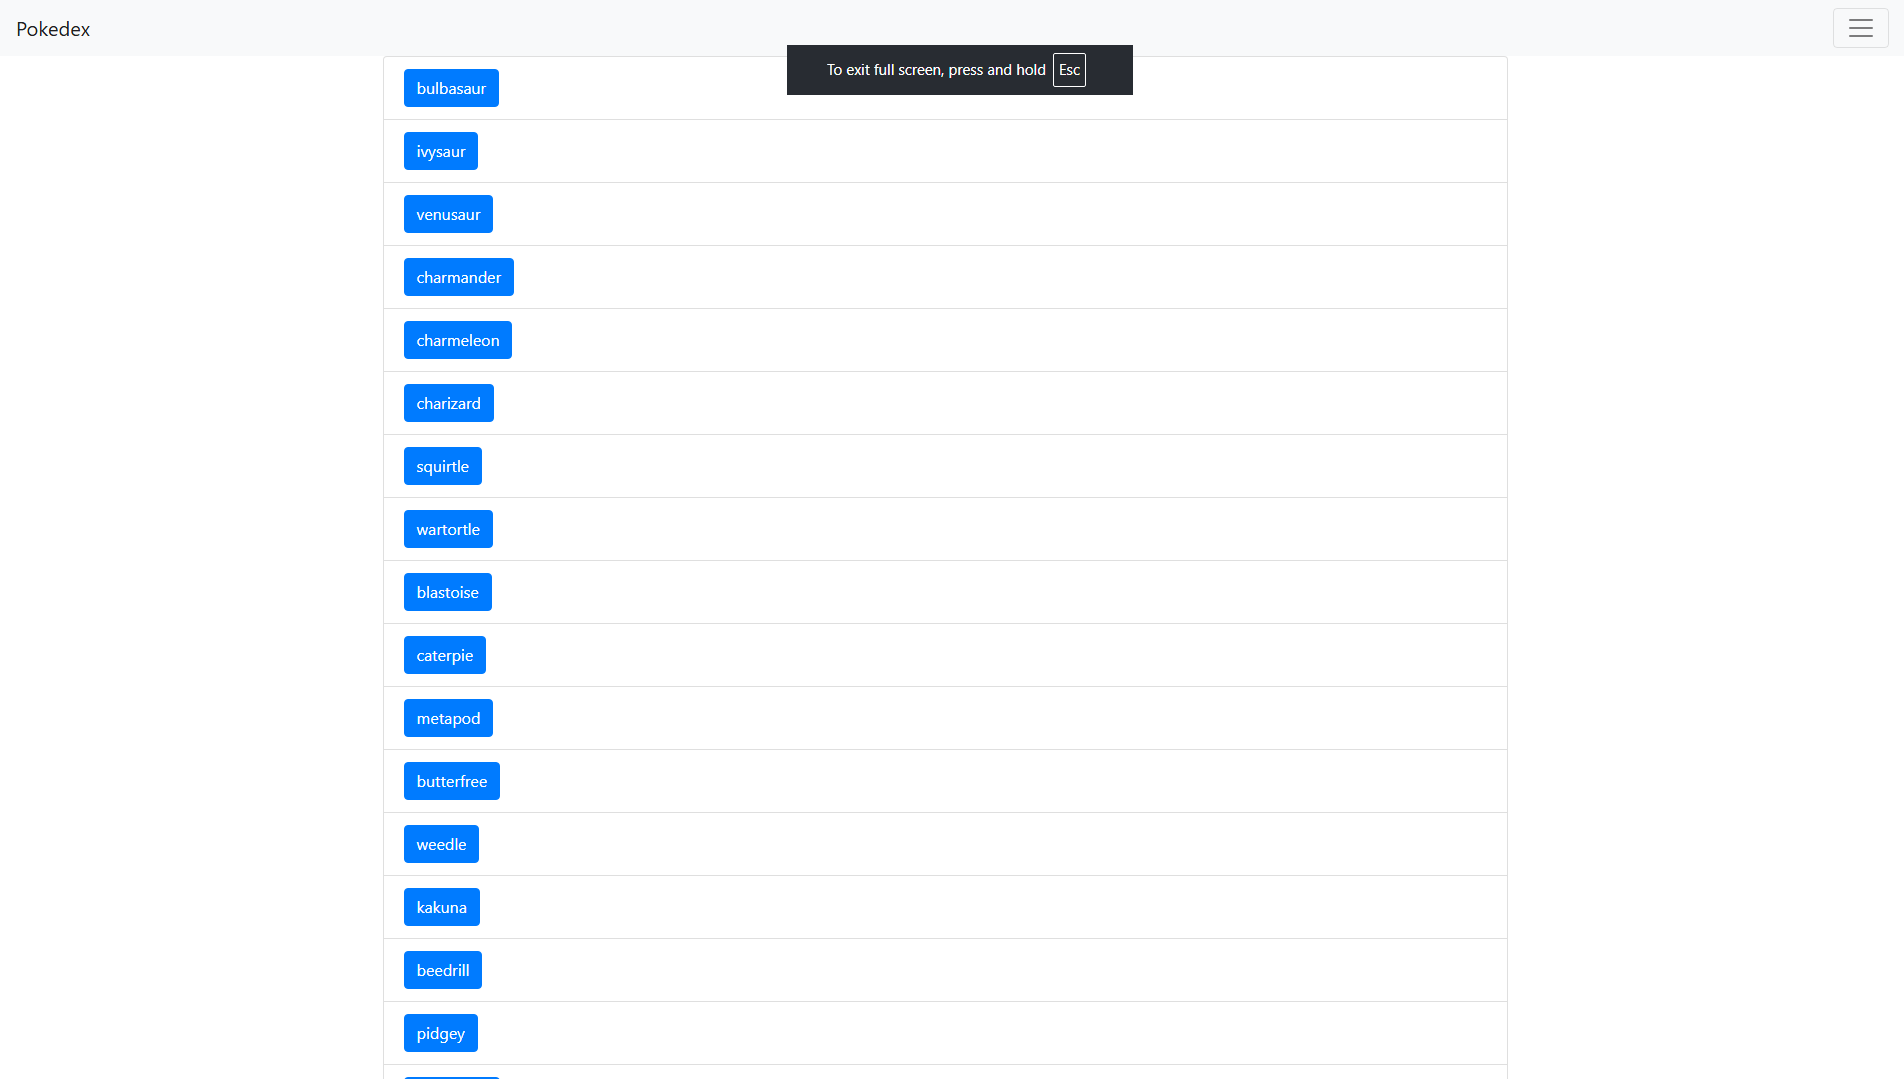 Pokedex
To exit full screen, press and hold Esc
bulbasaur
ivysaur
venusaur
charmander
charmeleon
charizard
squirtle
wartortle
blastoise
caterpie
metapod
butterfree
weedle
kakuna
beedrill
pidgey